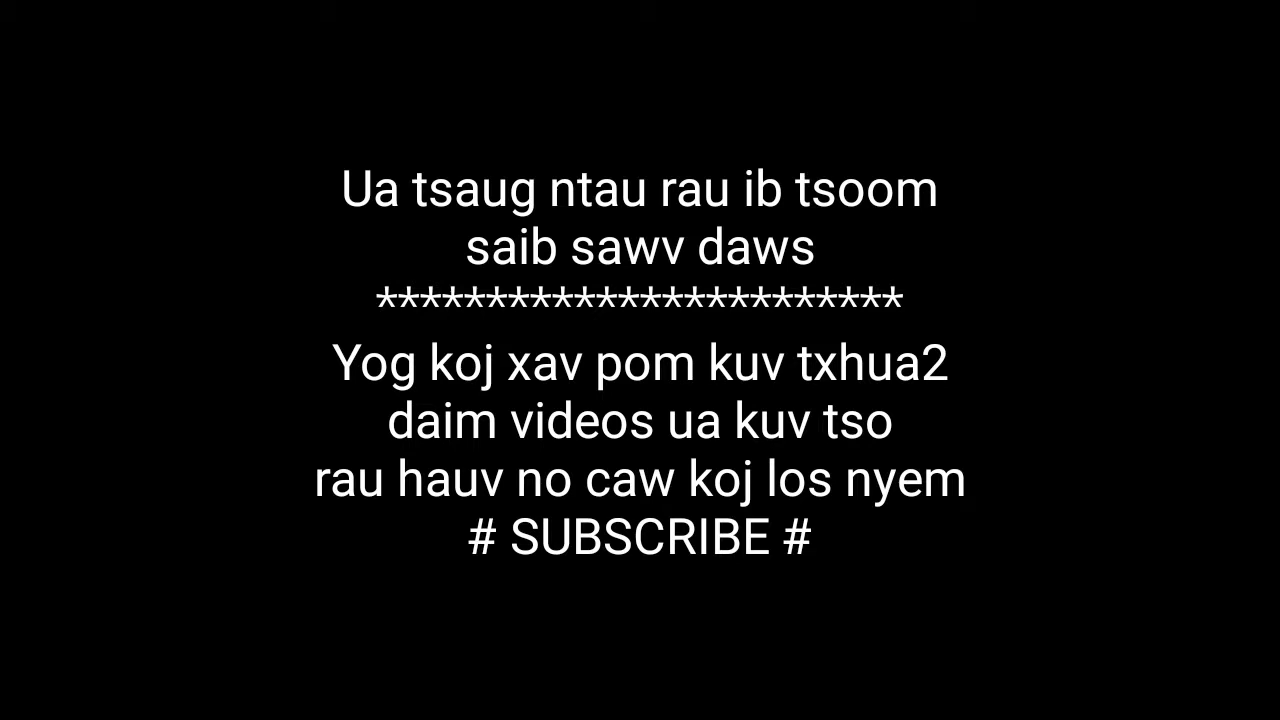 Ua tsaug ntau rau ib tsoom
saib sawv daws
************************
Yog koj xav pom kuv txhua2
daim videos ua kuv tso
rau hauv no caw koj los nyem
# SUBSCRIBE #